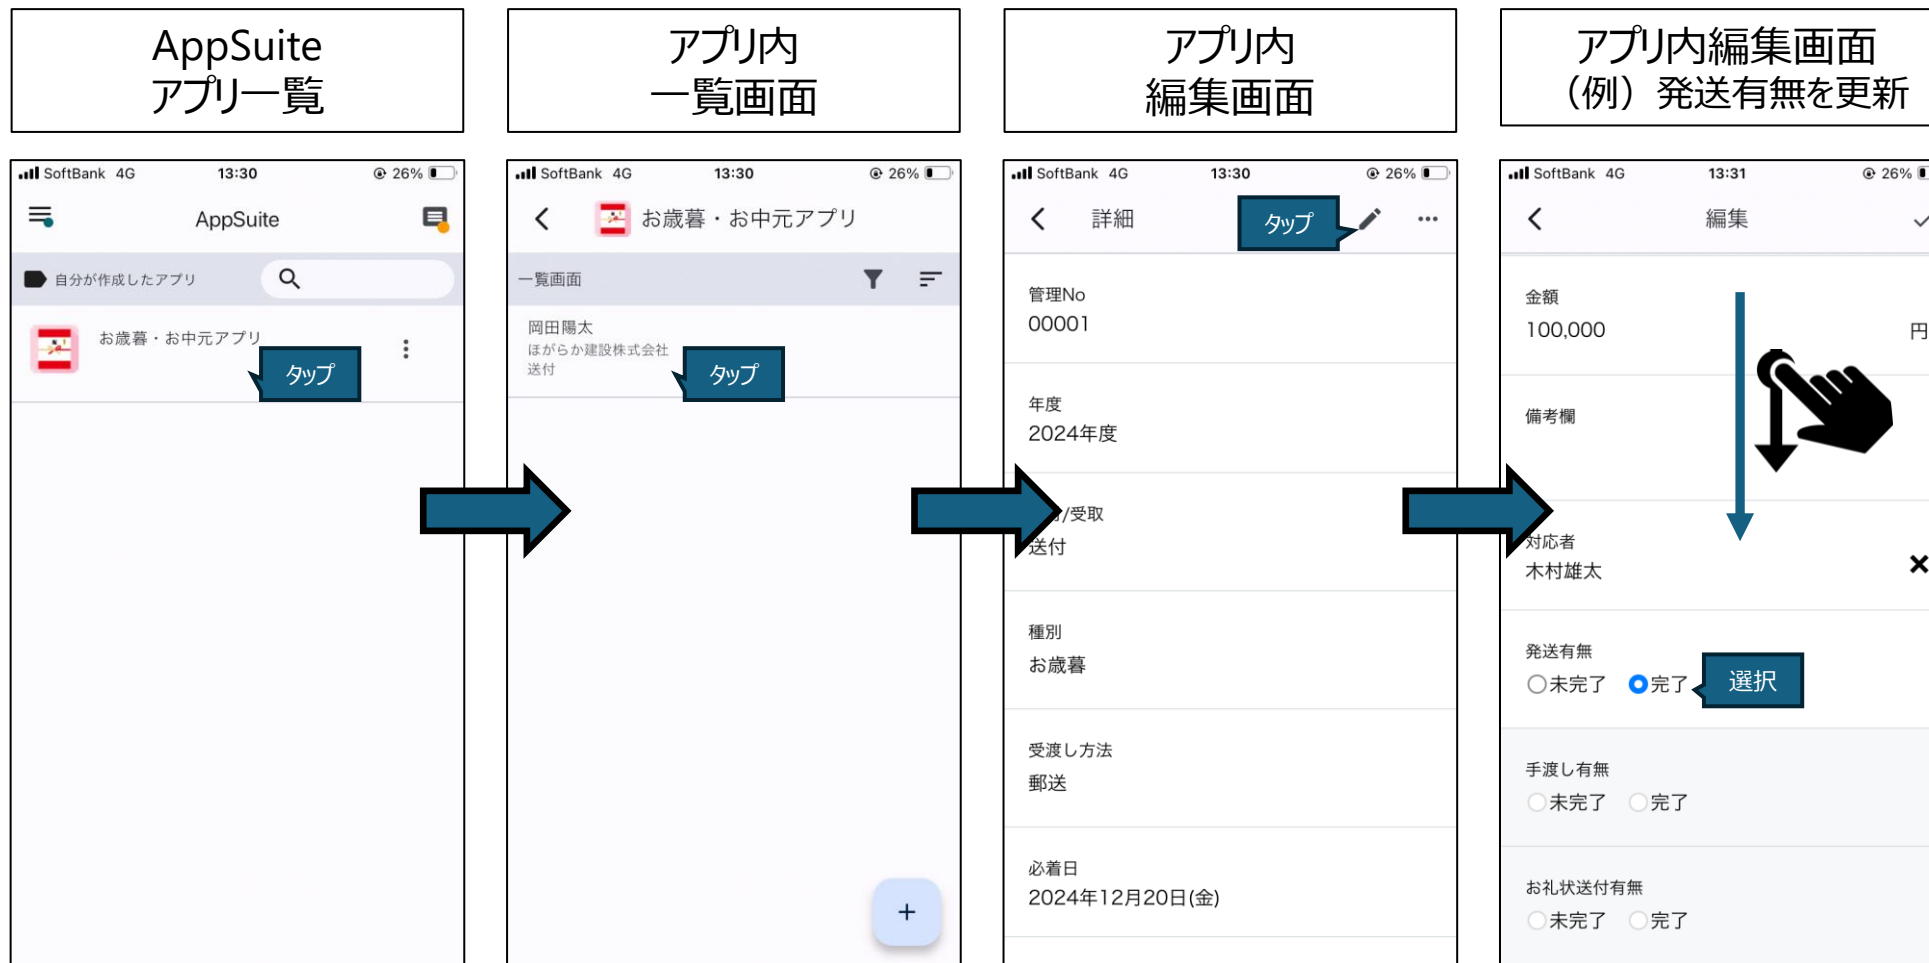 AppSuite
アプリ一覧
アプリ内
一覧画面
アプリ内
編集画面
アプリ内編集画面
（例）発送有無を更新
SoftBank 4G 13:30 26%
AppSuite
自分が作成したアプリ
お歳暮・お中元アプリ
タップ
SoftBank 4G 13:30 26%
お歳暮・お中元アプリ
一覧画面
岡田陽太
ほがらか建設株式会社
送付
タップ
SoftBank 4G 13:30 26%
詳細
タップ
管理No
00001
年度
2024年度
/受取
送付
種別
お歳暮
受渡し方法
郵送
必着日
2024年12月20日(金)
SoftBank 4G 13:31 26%
編集
金額
100,000 円
備考欄
対応者
木村雄太
発送有無
未完了 完了
選択
手渡し有無
未完了 完了
お礼状送付有無
未完了 完了